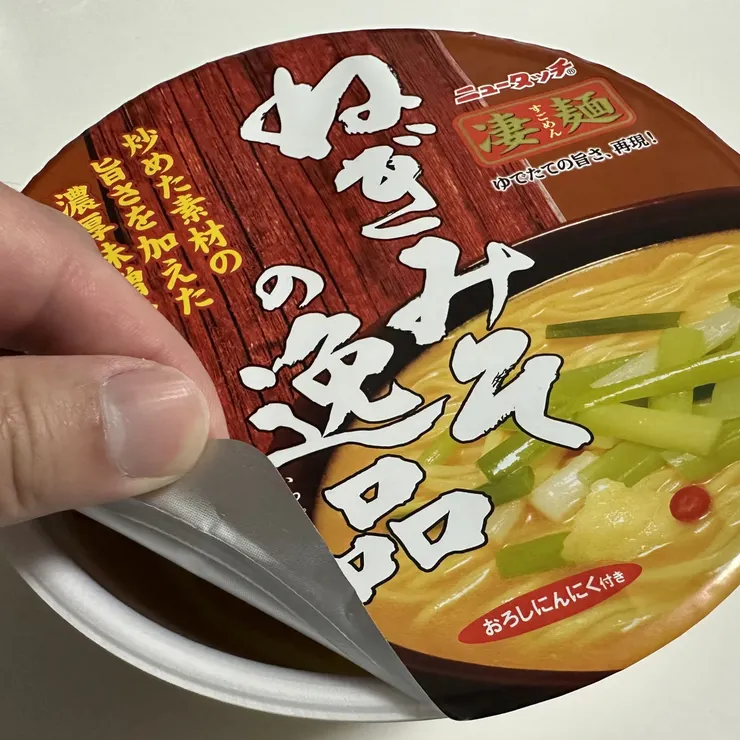 ニュータッチ®
凄麺
すごめん
ゆでたての旨さ、再現！
ねぎみその逸品
炒めた素材の
旨さを加えた
濃厚味噌
おろしにんにく付き